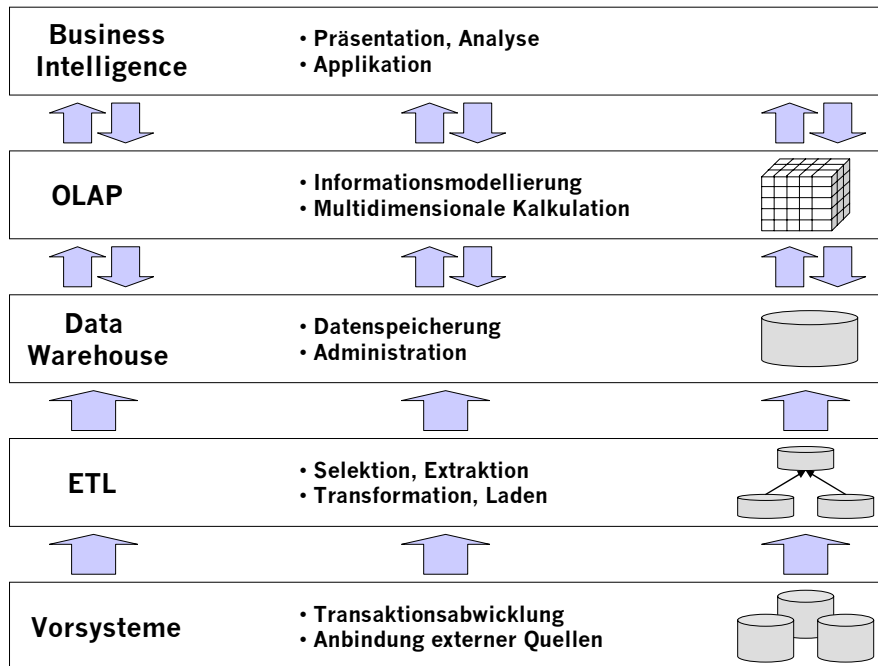 Business
Intelligence
• Präsentation, Analyse
• Applikation
OLAP
• Informationsmodellierung
• Multidimensionale Kalkulation
Data
Warehouse
• Datenspeicherung
• Administration
ETL
• Selektion, Extraktion
• Transformation, Laden
Vorsysteme
• Transaktionsabwicklung
• Anbindung externer Quellen